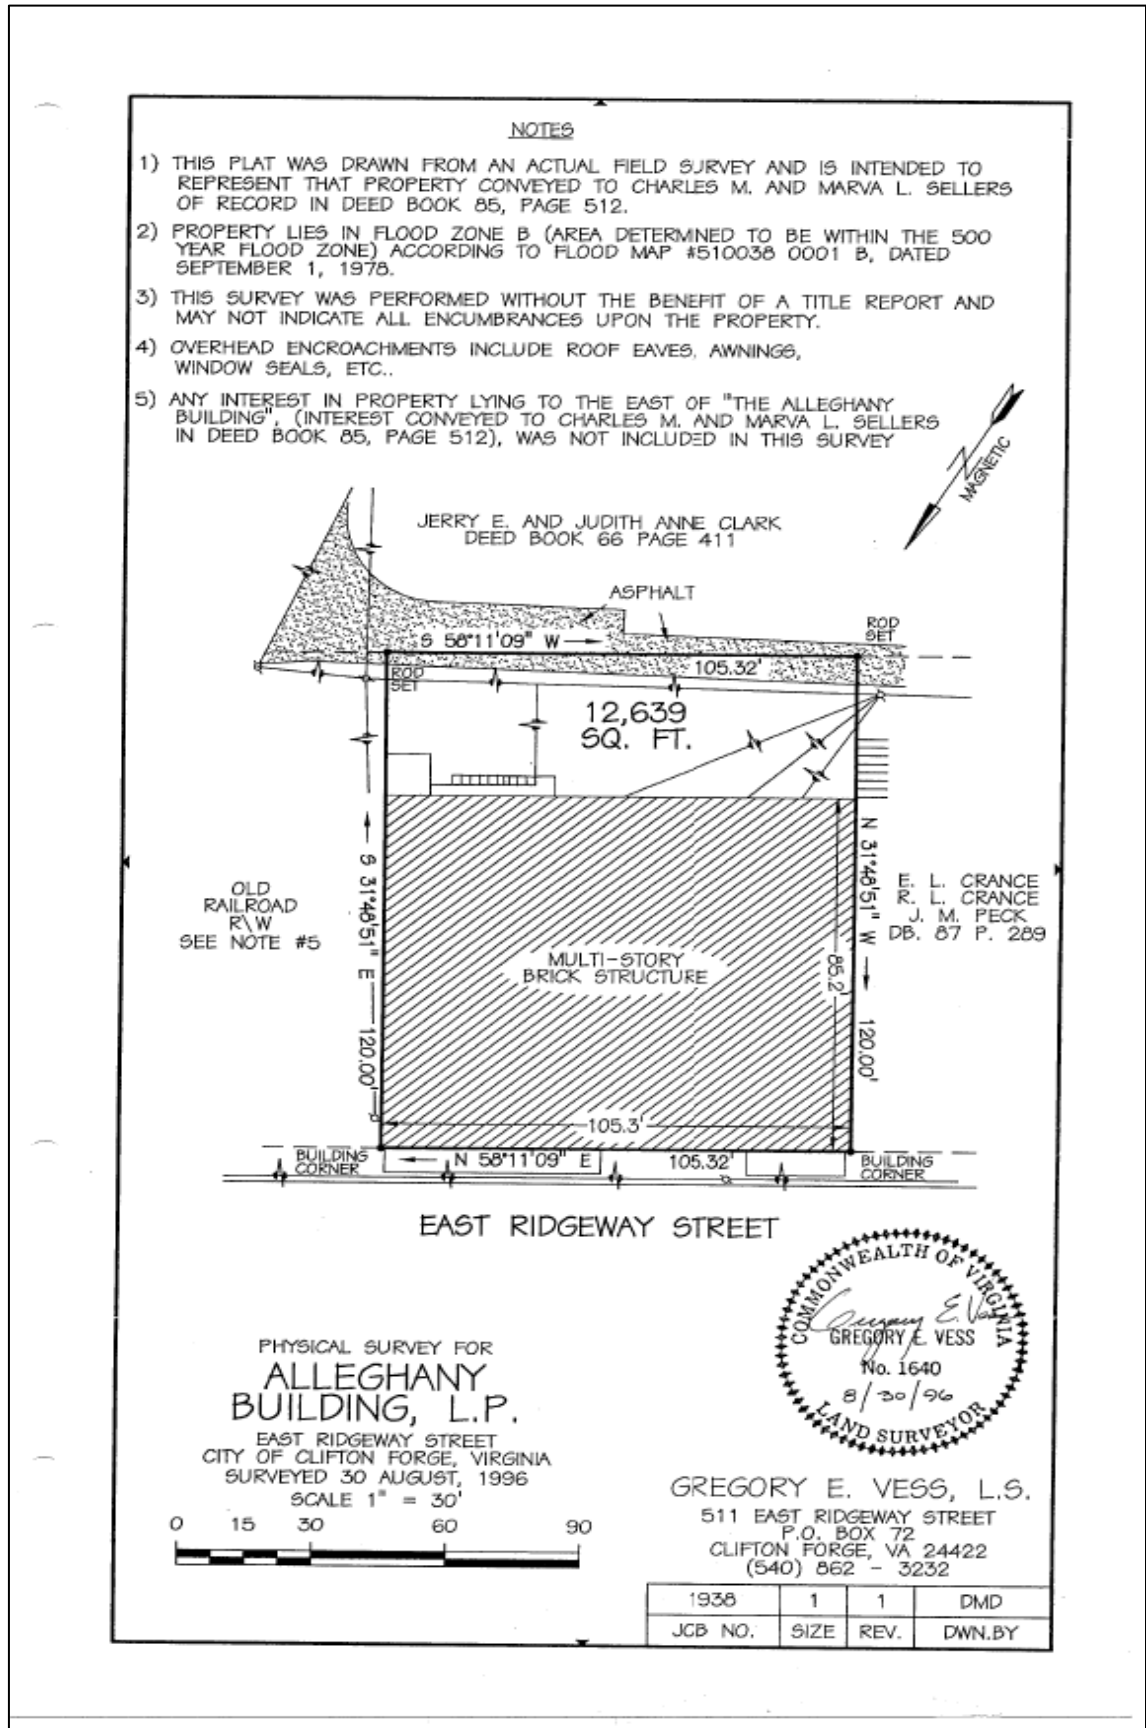 NOTES
1) THIS PLAT WAS DRAWN FROM AN ACTUAL FIELD SURVEY AND IS INTENDED TO
REPRESENT THAT PROPERTY CONVEYED TO CHARLES M. AND MARVA L. SELLERS
OF RECORD IN DEED BOOK 85, PAGE 512.
2) PROPERTY LIES IN FLOOD ZONE B (AREA DETERMINED TO BE WITHIN THE 500
YEAR FLOOD ZONE) ACCORDING TO FLOOD MAP #510038 0001 B, DATED
SEPTEMBER 1, 1978.
3) THIS SURVEY WAS PERFORMED WITHOUT THE BENEFIT OF A TITLE REPORT AND
MAY NOT INDICATE ALL ENCUMBRANCES UPON THE PROPERTY.
4) OVERHEAD ENCROACHMENTS INCLUDE ROOF EAVES, AWNINGS,
WINDOW SEALS, ETC..
5) ANY INTEREST IN PROPERTY LYING TO THE EAST OF "THE ALLEGHANY
BUILDING", (INTEREST CONVEYED TO CHARLES M. AND MARVA L. SELLERS
IN DEED BOOK 85, PAGE 512), WAS NOT INCLUDED IN THIS SURVEY
N
MAGNETIC
JERRY E. AND JUDITH ANNE CLARK
DEED BOOK 66 PAGE 411
ASPHALT
ROD
SET
S 58°11'09" W
105.32'
ROD
SET
12,639
SQ. FT.
S 31°48'51" E 120.00'
N 31°48'51" W 120.00'
OLD
RAILROAD
R\W
SEE NOTE #5
E. L. CRANCE
R. L. CRANCE
J. M. PECK
DB. 87 P. 289
MULTI-STORY
BRICK STRUCTURE
85.2'
105.3'
BUILDING
CORNER
N 58°11'09" E 105.32'
BUILDING
CORNER
EAST RIDGEWAY STREET
COMMONWEALTH OF VIRGINIA
Gregory E. Vess
GREGORY E. VESS
No. 1640
8/30/96
LAND SURVEYOR
PHYSICAL SURVEY FOR
ALLEGHANY
BUILDING, L.P.
EAST RIDGEWAY STREET
CITY OF CLIFTON FORGE, VIRGINIA
SURVEYED 30 AUGUST, 1996
SCALE 1" = 30'
0 15 30 60 90
GREGORY E. VESS, L.S.
511 EAST RIDGEWAY STREET
P.O. BOX 72
CLIFTON FORGE, VA 24422
(540) 862 - 3232
1938 1 1 DMD
JOB NO. SIZE REV. DWN.BY